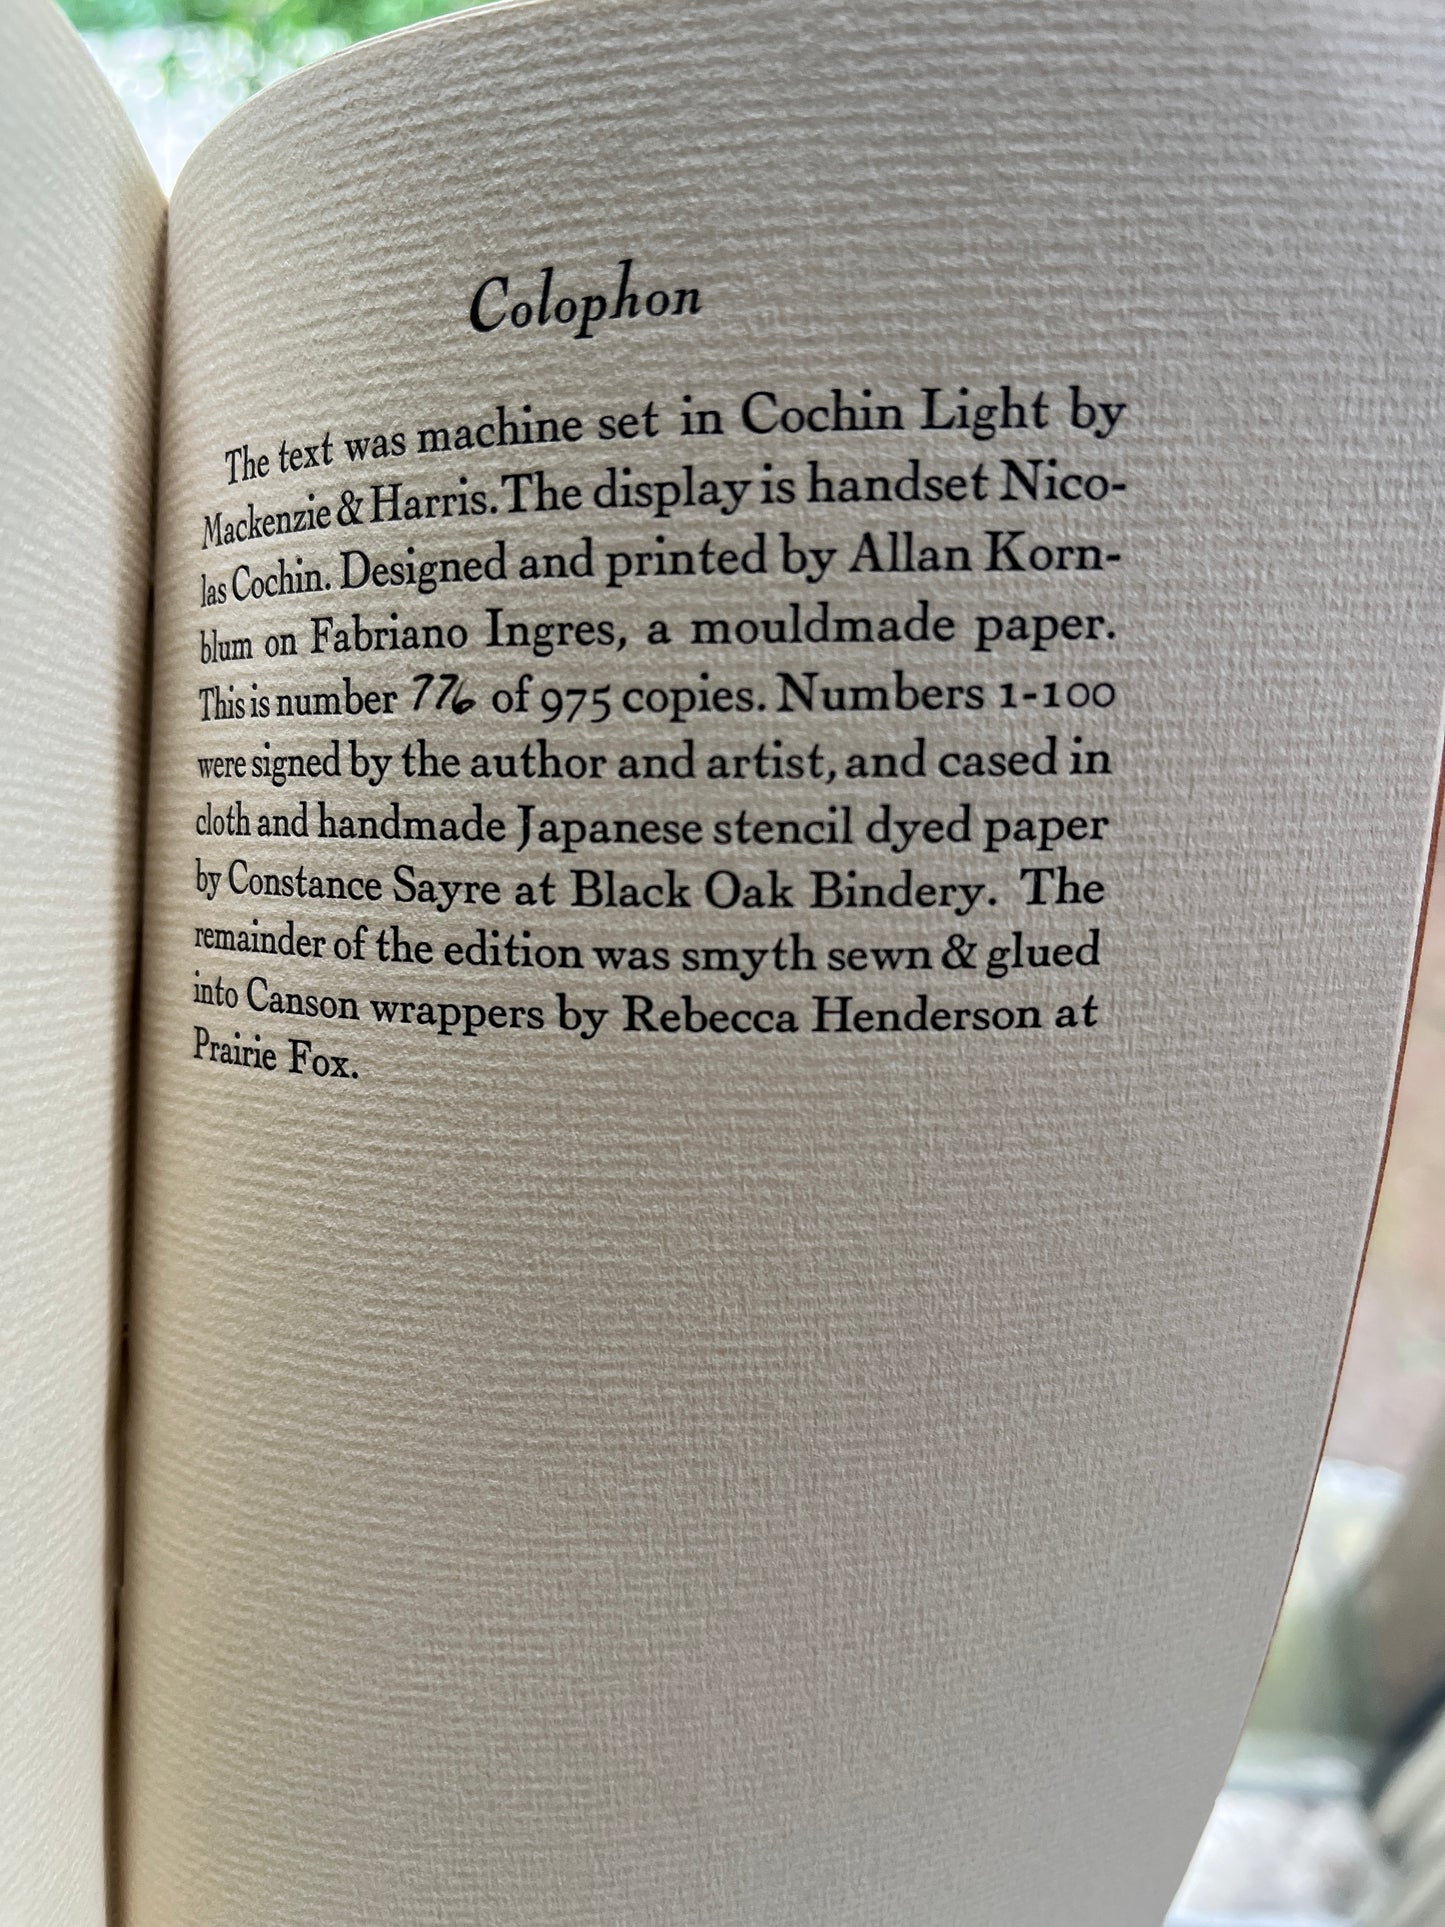 Colophon
The text was machine set in Cochin Light by
Mackenzie & Harris. The display is handset Nico-
las Cochin. Designed and printed by Allan Korn-
blum on Fabriano Ingres, a mouldmade paper.
This is number 776 of 975 copies. Numbers 1-100
were signed by the author and artist, and cased in
cloth and handmade Japanese stencil dyed paper
by Constance Sayre at Black Oak Bindery. The
remainder of the edition was smyth sewn & glued
into Canson wrappers by Rebecca Henderson at
Prairie Fox.